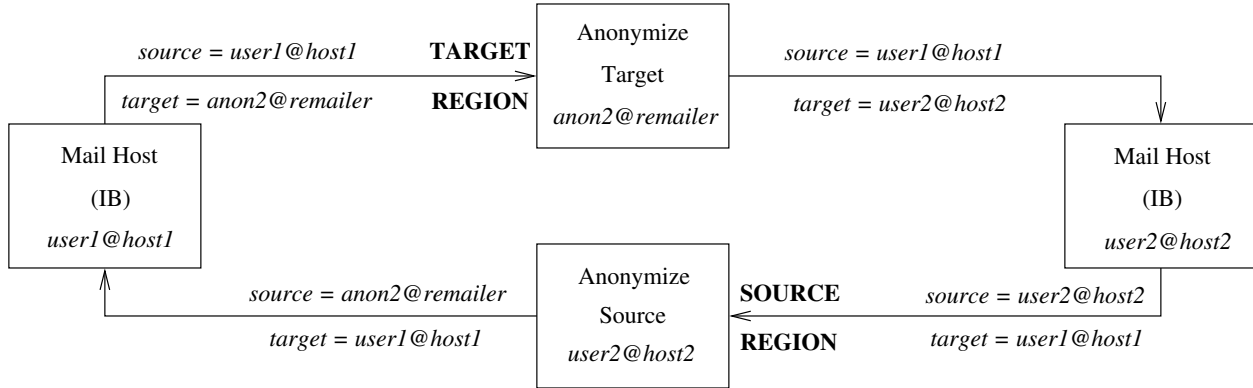 source = user1@host1
TARGET
target = anon2@remailer
REGION
Anonymize
Target
anon2@remailer
source = user1@host1
target = user2@host2
Mail Host
(IB)
user1@host1
Mail Host
(IB)
user2@host2
source = anon2@remailer
target = user1@host1
Anonymize
Source
user2@host2
SOURCE
REGION
source = user2@host2
target = user1@host1